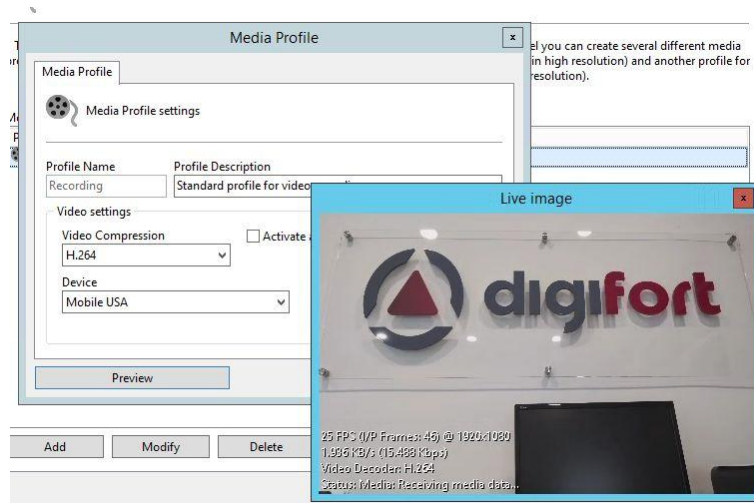 Media Profile
el you can create several different media
in high resolution) and another profile for
resolution).
Media Profile
Media Profile settings
Profile Name
Profile Description
Recording
Standard profile for video
Live image
Video settings
Video Compression
Activate
H.264
digifort
Device
Mobile USA
Preview
25 FPS (I/P Frames: 46) @ 1920x1080
1.936 KB/s (15.488 Kbps)
Video Decoder: H.264
Status: Media: Receiving media data...
Add
Modify
Delete